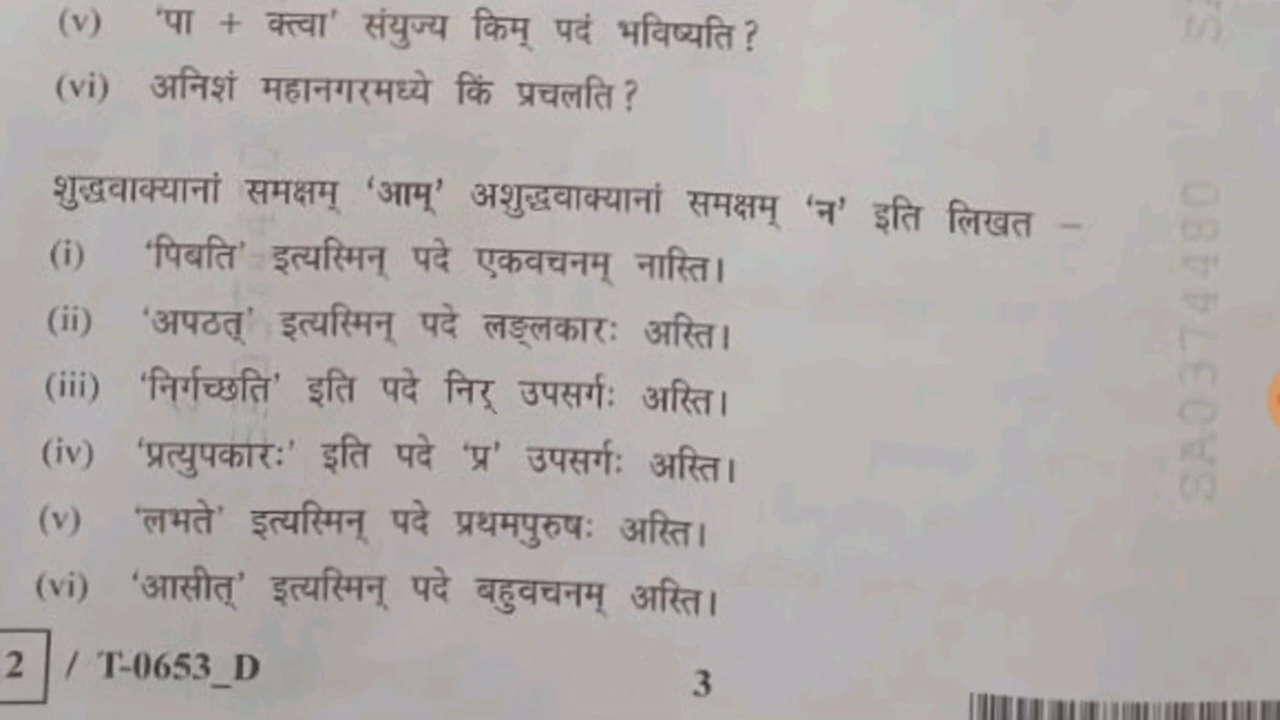 (v) 'पा + क्त्वा' संयुज्य किम् पदं भविष्यति?
(vi) अनिशं महानगरमध्ये किं प्रचलति?
शुद्धवाक्यानां समक्षम् 'आम्' अशुद्धवाक्यानां समक्षम् 'न' इति लिखत –
(i) 'पिबति' इत्यस्मिन् पदे एकवचनम् नास्ति।
(ii) 'अपठत्' इत्यस्मिन् पदे लङ्लकारः अस्ति।
(iii) 'निर्गच्छति' इति पदे निर् उपसर्गः अस्ति।
(iv) 'प्रत्युपकारः' इति पदे 'प्र' उपसर्गः अस्ति।
(v) 'लभते' इत्यस्मिन् पदे प्रथमपुरुषः अस्ति।
(vi) 'आसीत्' इत्यस्मिन् पदे बहुवचनम् अस्ति।
2 / T-0653_D 3
SA0374480